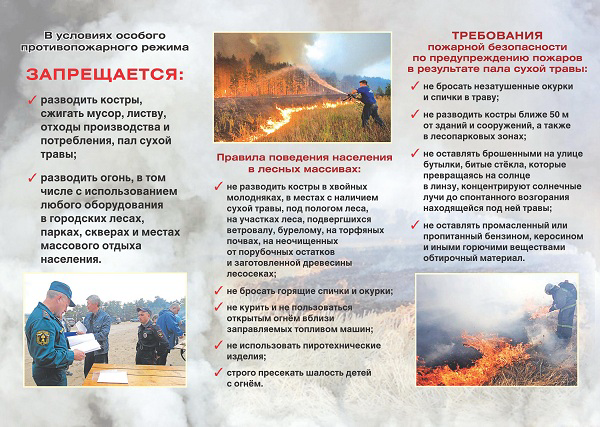 В условиях особого
противопожарного режима
ЗАПРЕЩАЕТСЯ:
✓ разводить костры,
сжигать мусор, листву,
отходы производства и
потребления, пал сухой
травы;
✓ разводить огонь, в том
числе с использованием
любого оборудования
в городских лесах,
парках, скверах и местах
массового отдыха
населения.
Правила поведения населения
в лесных массивах:
✓ не разводить костры в хвойных
молодняках, в местах с наличием
сухой травы, под пологом леса,
на участках леса, подвергшихся
ветровалу, бурелому, на торфяных
почвах, на неочищенных
от порубочных остатков
и заготовленной древесины
лесосеках;
✓ не бросать горящие спички и окурки;
✓ не курить и не пользоваться
открытым огнём вблизи
заправляемых топливом машин;
✓ не использовать пиротехнические
изделия;
✓ строго пресекать шалость детей
с огнём.
ТРЕБОВАНИЯ
пожарной безопасности
по предупреждению пожаров
в результате пала сухой травы:
✓ не бросать незатушенные окурки
и спички в траву;
✓ не разводить костры ближе 50 м
от зданий и сооружений, а также
в лесопарковых зонах;
✓ не оставлять брошенными на улице
бутылки, битые стёкла, которые
превращаясь на солнце
в линзу, концентрируют солнечные
лучи до спонтанного возгорания
находящейся под ней травы;
✓ не оставлять промасленный или
пропитанный бензином, керосином
и иными горючими веществами
обтирочный материал.